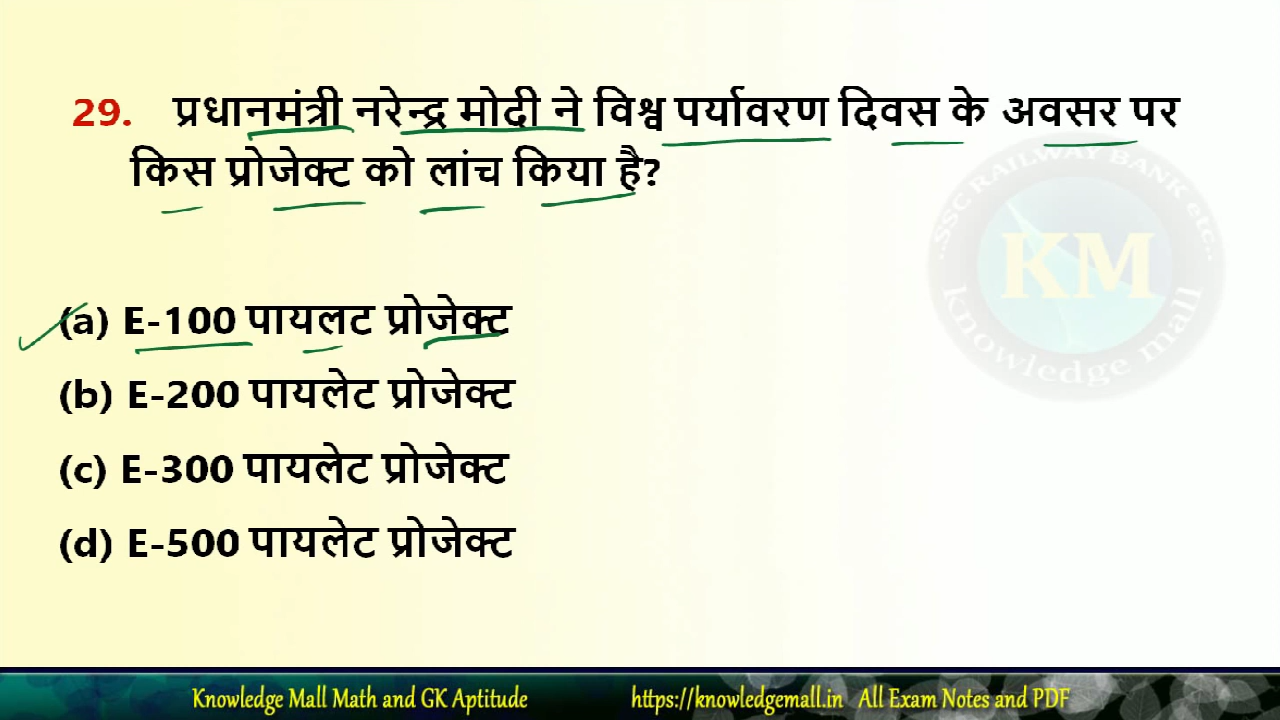 29. प्रधानमंत्री नरेन्द्र मोदी ने विश्व पर्यावरण दिवस के अवसर पर
किस प्रोजेक्ट को लांच किया है?
..SSC RAILWAY BANK etc..
KM
Knowledge mall
(a) E-100 पायलट प्रोजेक्ट
(b) E-200 पायलेट प्रोजेक्ट
(c) E-300 पायलेट प्रोजेक्ट
(d) E-500 पायलेट प्रोजेक्ट
Knowledge Mall Math and GK Aptitude https://knowledgemall.in All Exam Notes and PDF